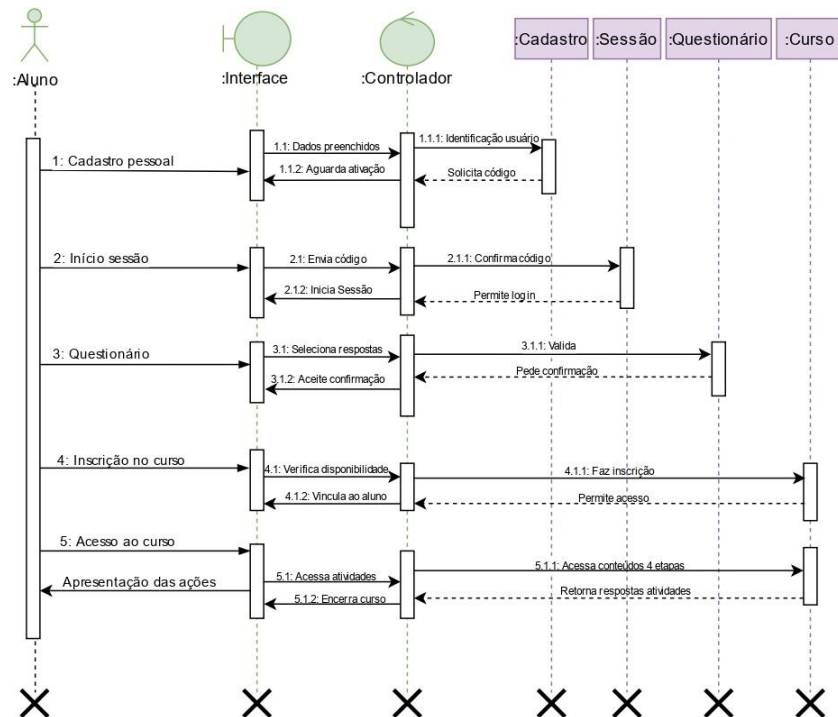 :Aluno
:Interface
:Controlador
:Cadastro
:Sessão
:Questionário
:Curso
1: Cadastro pessoal
1.1: Dados preenchidos
1.1.1: Identificação usuário
1.1.2: Aguarda ativação
Solicita código
2: Início sessão
2.1: Envia código
2.1.1: Confirma código
2.1.2: Inicia Sessão
Permite login
3: Questionário
3.1: Seleciona respostas
3.1.1: Valida
3.1.2: Aceite confirmação
Pede confirmação
4: Inscrição no curso
4.1: Verifica disponibilidade
4.1.1: Faz inscrição
4.1.2: Vincula ao aluno
Permite acesso
5: Acesso ao curso
5.1: Acessa atividades
5.1.1: Acessa conteúdos 4 etapas
Apresentação das ações
5.1.2: Encerra curso
Retorna respostas atividades